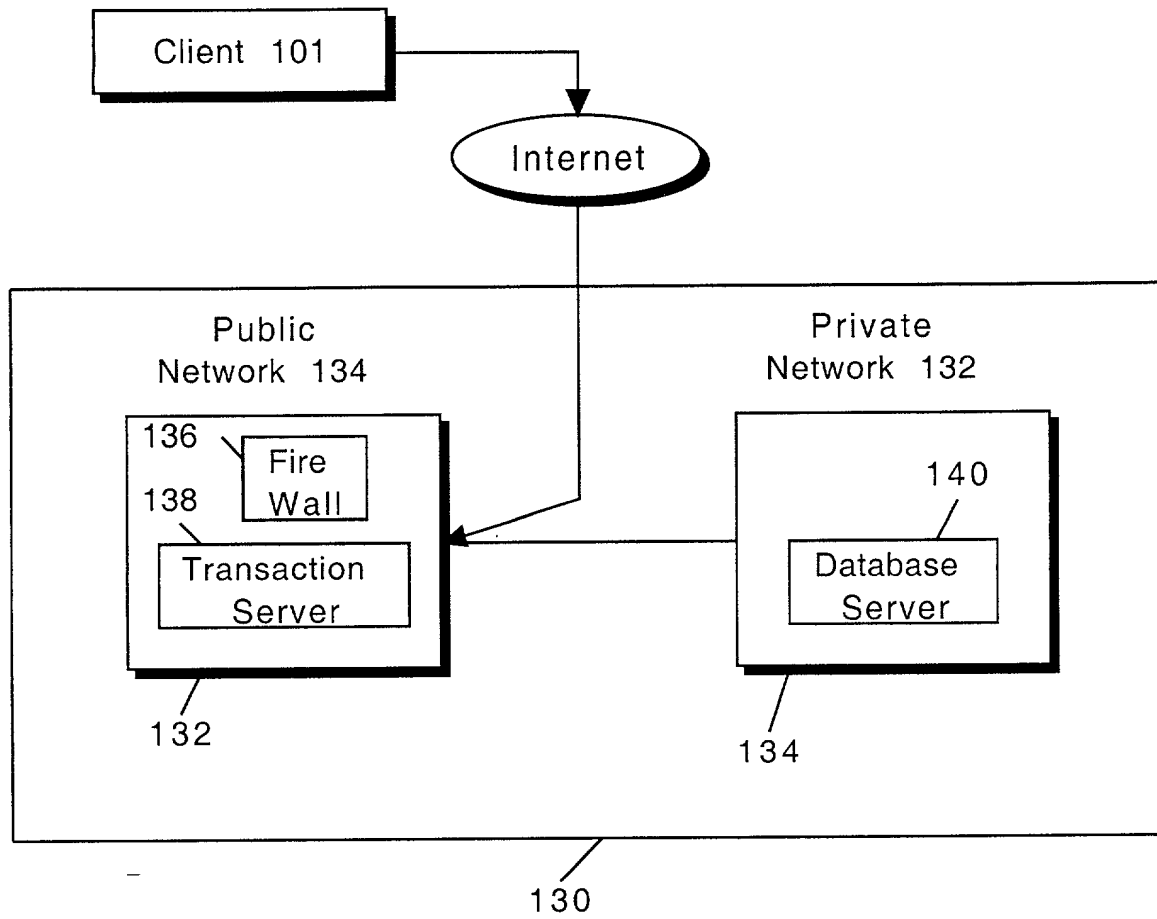 Client 101
Internet
Public
Network 134
Private
Network 132
136
Fire
Wall
138
Transaction
Server
140
Database
Server
132
134
130